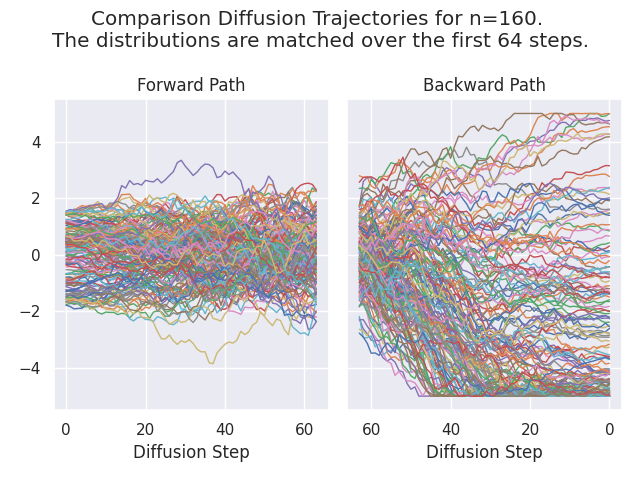 Comparison Diffusion Trajectories for n=160.
The distributions are matched over the first 64 steps.
Forward Path
Backward Path
4
2
0
−2
−4
0 20 40 60
60 40 20 0
Diffusion Step
Diffusion Step